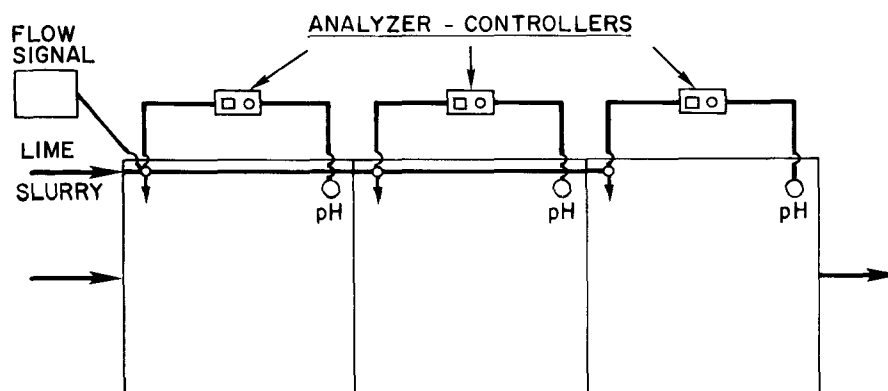 ANALYZER - CONTROLLERS
FLOW
SIGNAL
LIME
SLURRY
pH
pH
pH